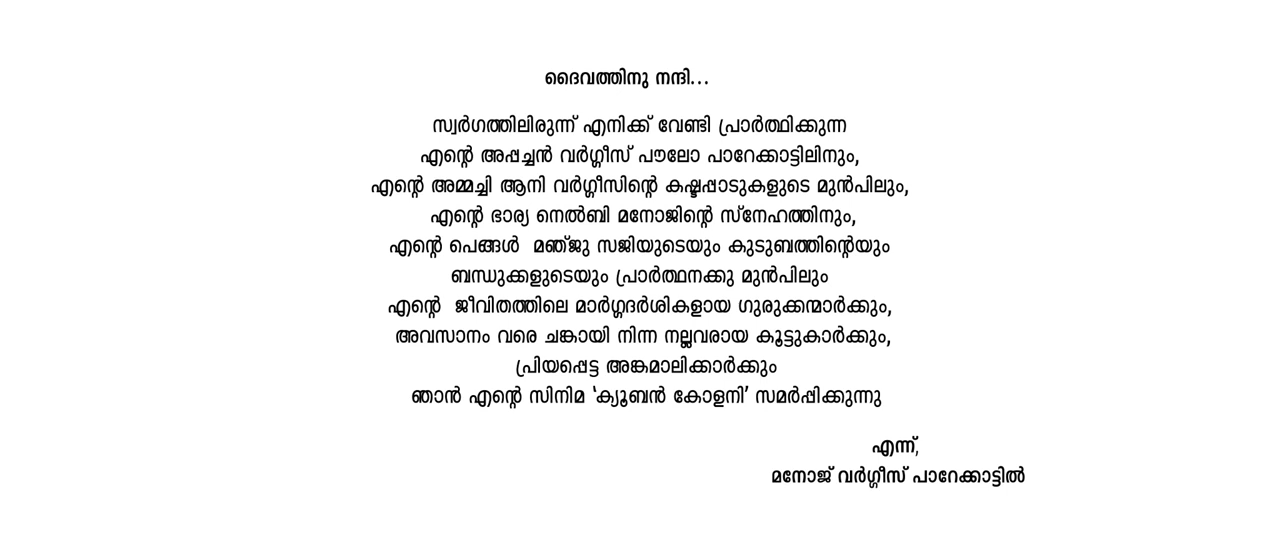 ദൈവത്തിനു നന്ദി...
സ്വർഗത്തിലിരുന്ന് എനിക്ക് വേണ്ടി പ്രാർത്ഥിക്കുന്ന
എന്റെ അപ്പച്ചൻ വർഗ്ഗീസ് പൗലോ പാറേക്കാട്ടിലിനും,
എന്റെ അമ്മച്ചി ആനി വർഗ്ഗീസിന്റെ കഷ്ടപ്പാടുകളുടെ മുൻപിലും,
എന്റെ ഭാര്യ നെൽബി മനോജിന്റെ സ്നേഹത്തിനും,
എന്റെ പെങ്ങൾ മഞ്ജു സജിയുടെയും കുടുബത്തിന്റെയും
ബന്ധുക്കളുടെയും പ്രാർത്ഥനക്കു മുൻപിലും
എന്റെ ജീവിതത്തിലെ മാർഗ്ഗദർശികളായ ഗുരുക്കന്മാർക്കും,
അവസാനം വരെ ചങ്കായി നിന്ന നല്ലവരായ കൂട്ടുകാർക്കും,
പ്രിയപ്പെട്ട അങ്കമാലിക്കാർക്കും
ഞാൻ എന്റെ സിനിമ ‘ക്യൂബൻ കോളനി’ സമർപ്പിക്കുന്നു
എന്ന്,
മനോജ് വർഗ്ഗീസ് പാറേക്കാട്ടിൽ